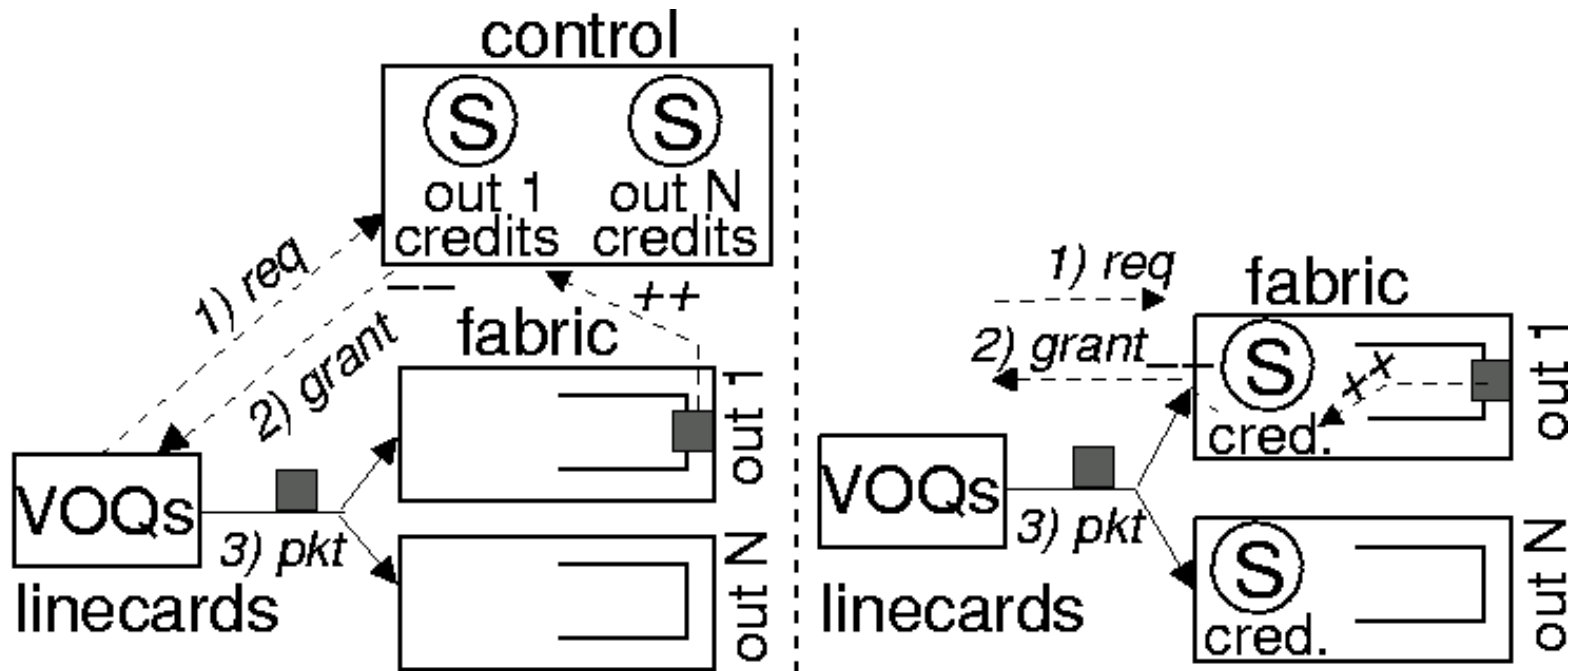 control
S S
out 1 out N
credits credits
1) req
2) grant
--
++
fabric
out 1
VOQs
3) pkt
linecards
out N
1) req
2) grant
--
fabric
S
++
cred.
out 1
VOQs
3) pkt
linecards
S
cred.
out N